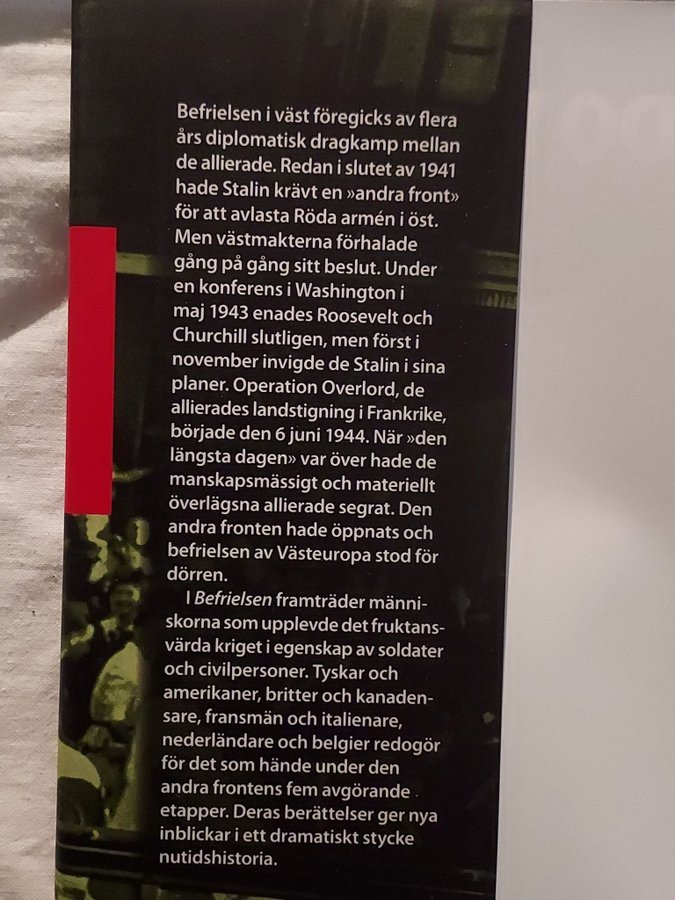 Befrielsen i väst föregicks av flera
års diplomatisk dragkamp mellan
de allierade. Redan i slutet av 1941
hade Stalin krävt en »andra front»
för att avlasta Röda armén i öst.
Men västmakterna förhalade
gång på gång sitt beslut. Under
en konferens i Washington i
maj 1943 enades Roosevelt och
Churchill slutligen, men först i
november invigde de Stalin i sina
planer. Operation Overlord, de
allierades landstigning i Frankrike,
började den 6 juni 1944. När »den
längsta dagen» var över hade de
manskapsmässigt och materiellt
överlägsna allierade segrat. Den
andra fronten hade öppnats och
befrielsen av Västeuropa stod för
dörren.
I Befrielsen framträder männi-
skorna som upplevde det fruktans-
värda kriget i egenskap av soldater
och civilpersoner. Tyskar och
amerikaner, britter och kanaden-
sare, fransmän och italienare,
nederländare och belgier redogör
för det som hände under den
andra frontens fem avgörande
etapper. Deras berättelser ger nya
inblickar i ett dramatiskt stycke
nutidshistoria.